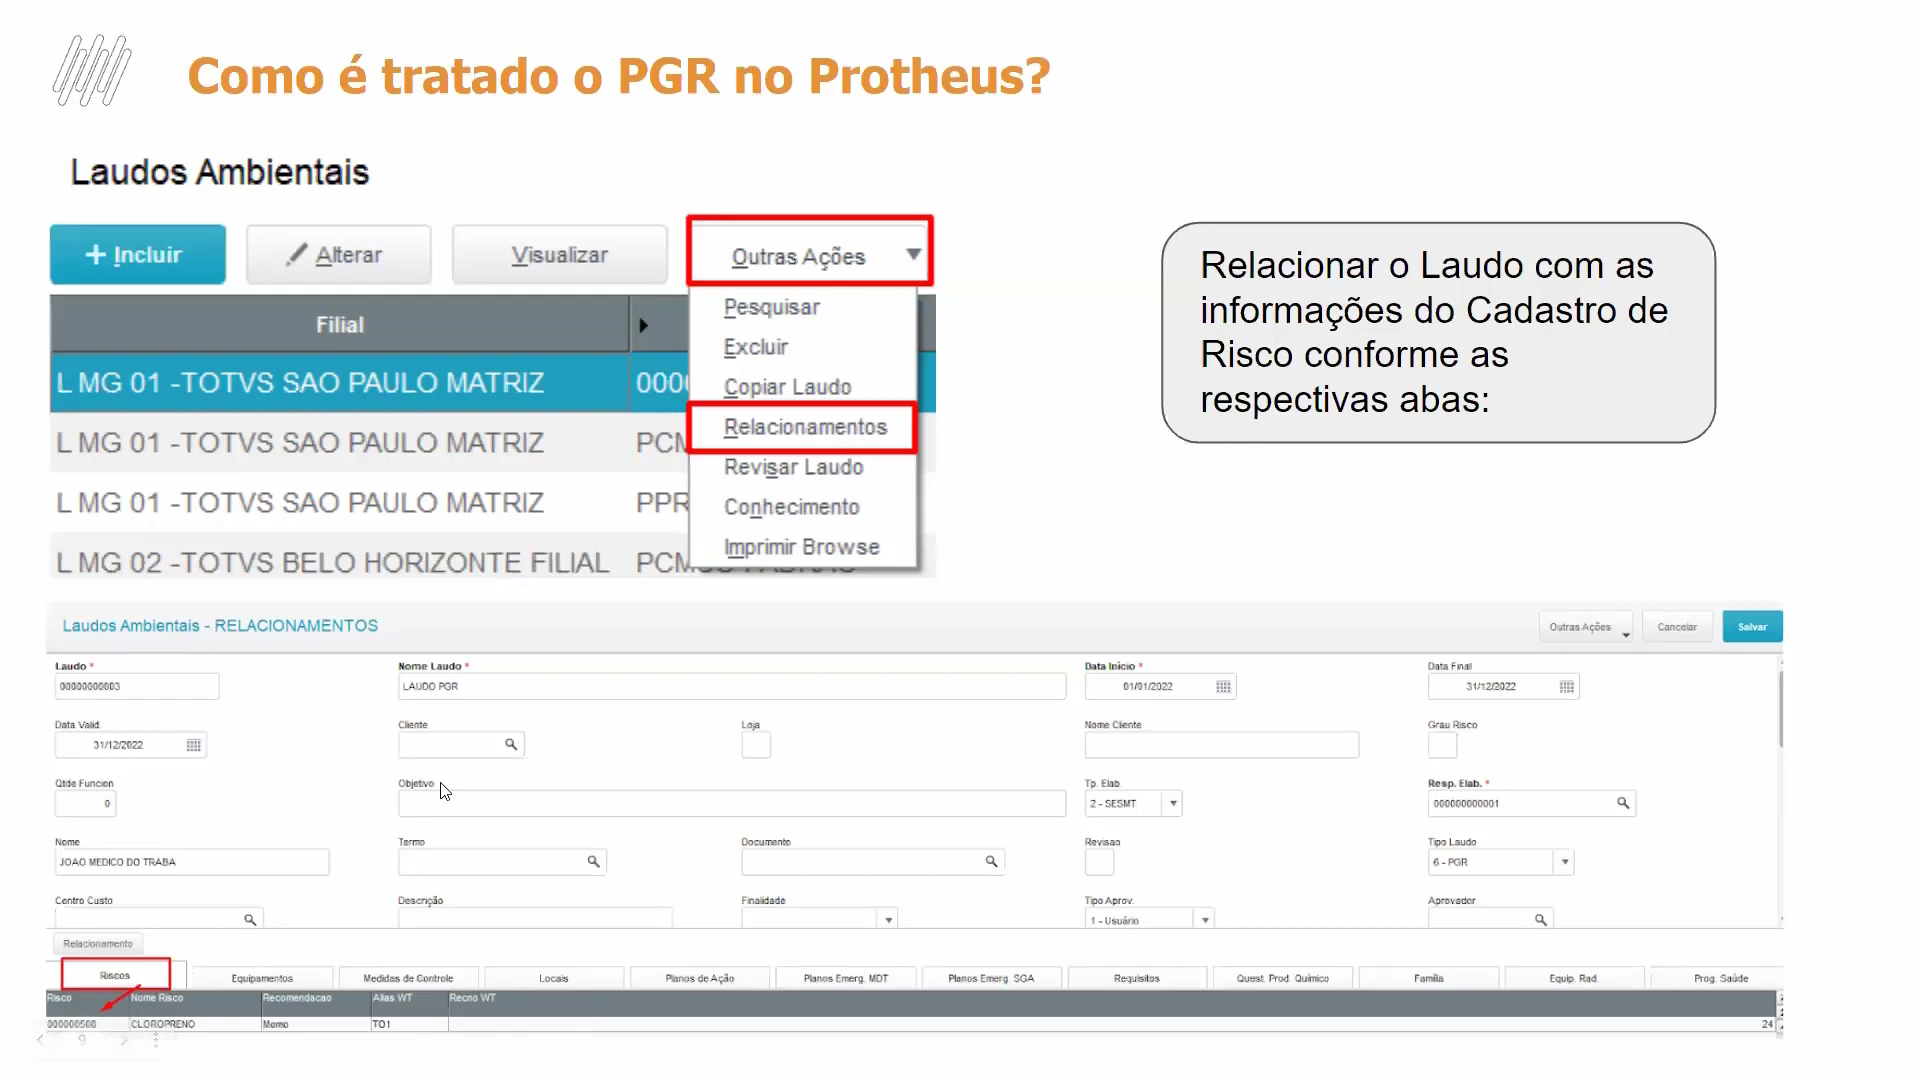 Como é tratado o PGR no Protheus?
Laudos Ambientais
+ Incluir
Alterar
Visualizar
Outras Ações
Pesquisar
Excluir
Copiar Laudo
Relacionamentos
Revisar Laudo
Conhecimento
Imprimir Browse
Filial
L MG 01 -TOTVS SAO PAULO MATRIZ
L MG 01 -TOTVS SAO PAULO MATRIZ
L MG 01 -TOTVS SAO PAULO MATRIZ
L MG 02 -TOTVS BELO HORIZONTE FILIAL
Relacionar o Laudo com as
informações do Cadastro de
Risco conforme as
respectivas abas:
Laudos Ambientais - RELACIONAMENTOS
Outras Ações
Cancelar
Salvar
Laudo * Nome Laudo * Data Inicio * Data Final
00000000003 LAUDO PGR 01/01/2022 31/12/2022
Data Valid. Cliente Loja Nome Cliente Grau Risco
31/12/2022
Qtde Funcion Objetivo Tp. Elab. Resp. Elab. *
0 2 - SESMT 000000000001
Nome Termo Documento Revisao Tipo Laudo
JOAO MEDICO DO TRABA 6 - PGR
Centro Custo Descrição Finalidade Tipo Aprov. Aprovador
1 - Usuário
Relacionamento
Riscos Equipamentos Medidas de Controle Locais Planos de Ação Planos Emerg. MDT Planos Emerg. SGA Requisitos Quest. Prod. Químico Família Equip. Rad. Prog. Saúde
Risco Nome Risco Recomendacao Alias WT Recno WT
000000500 CLOROPRENO Memo TO1 24
9